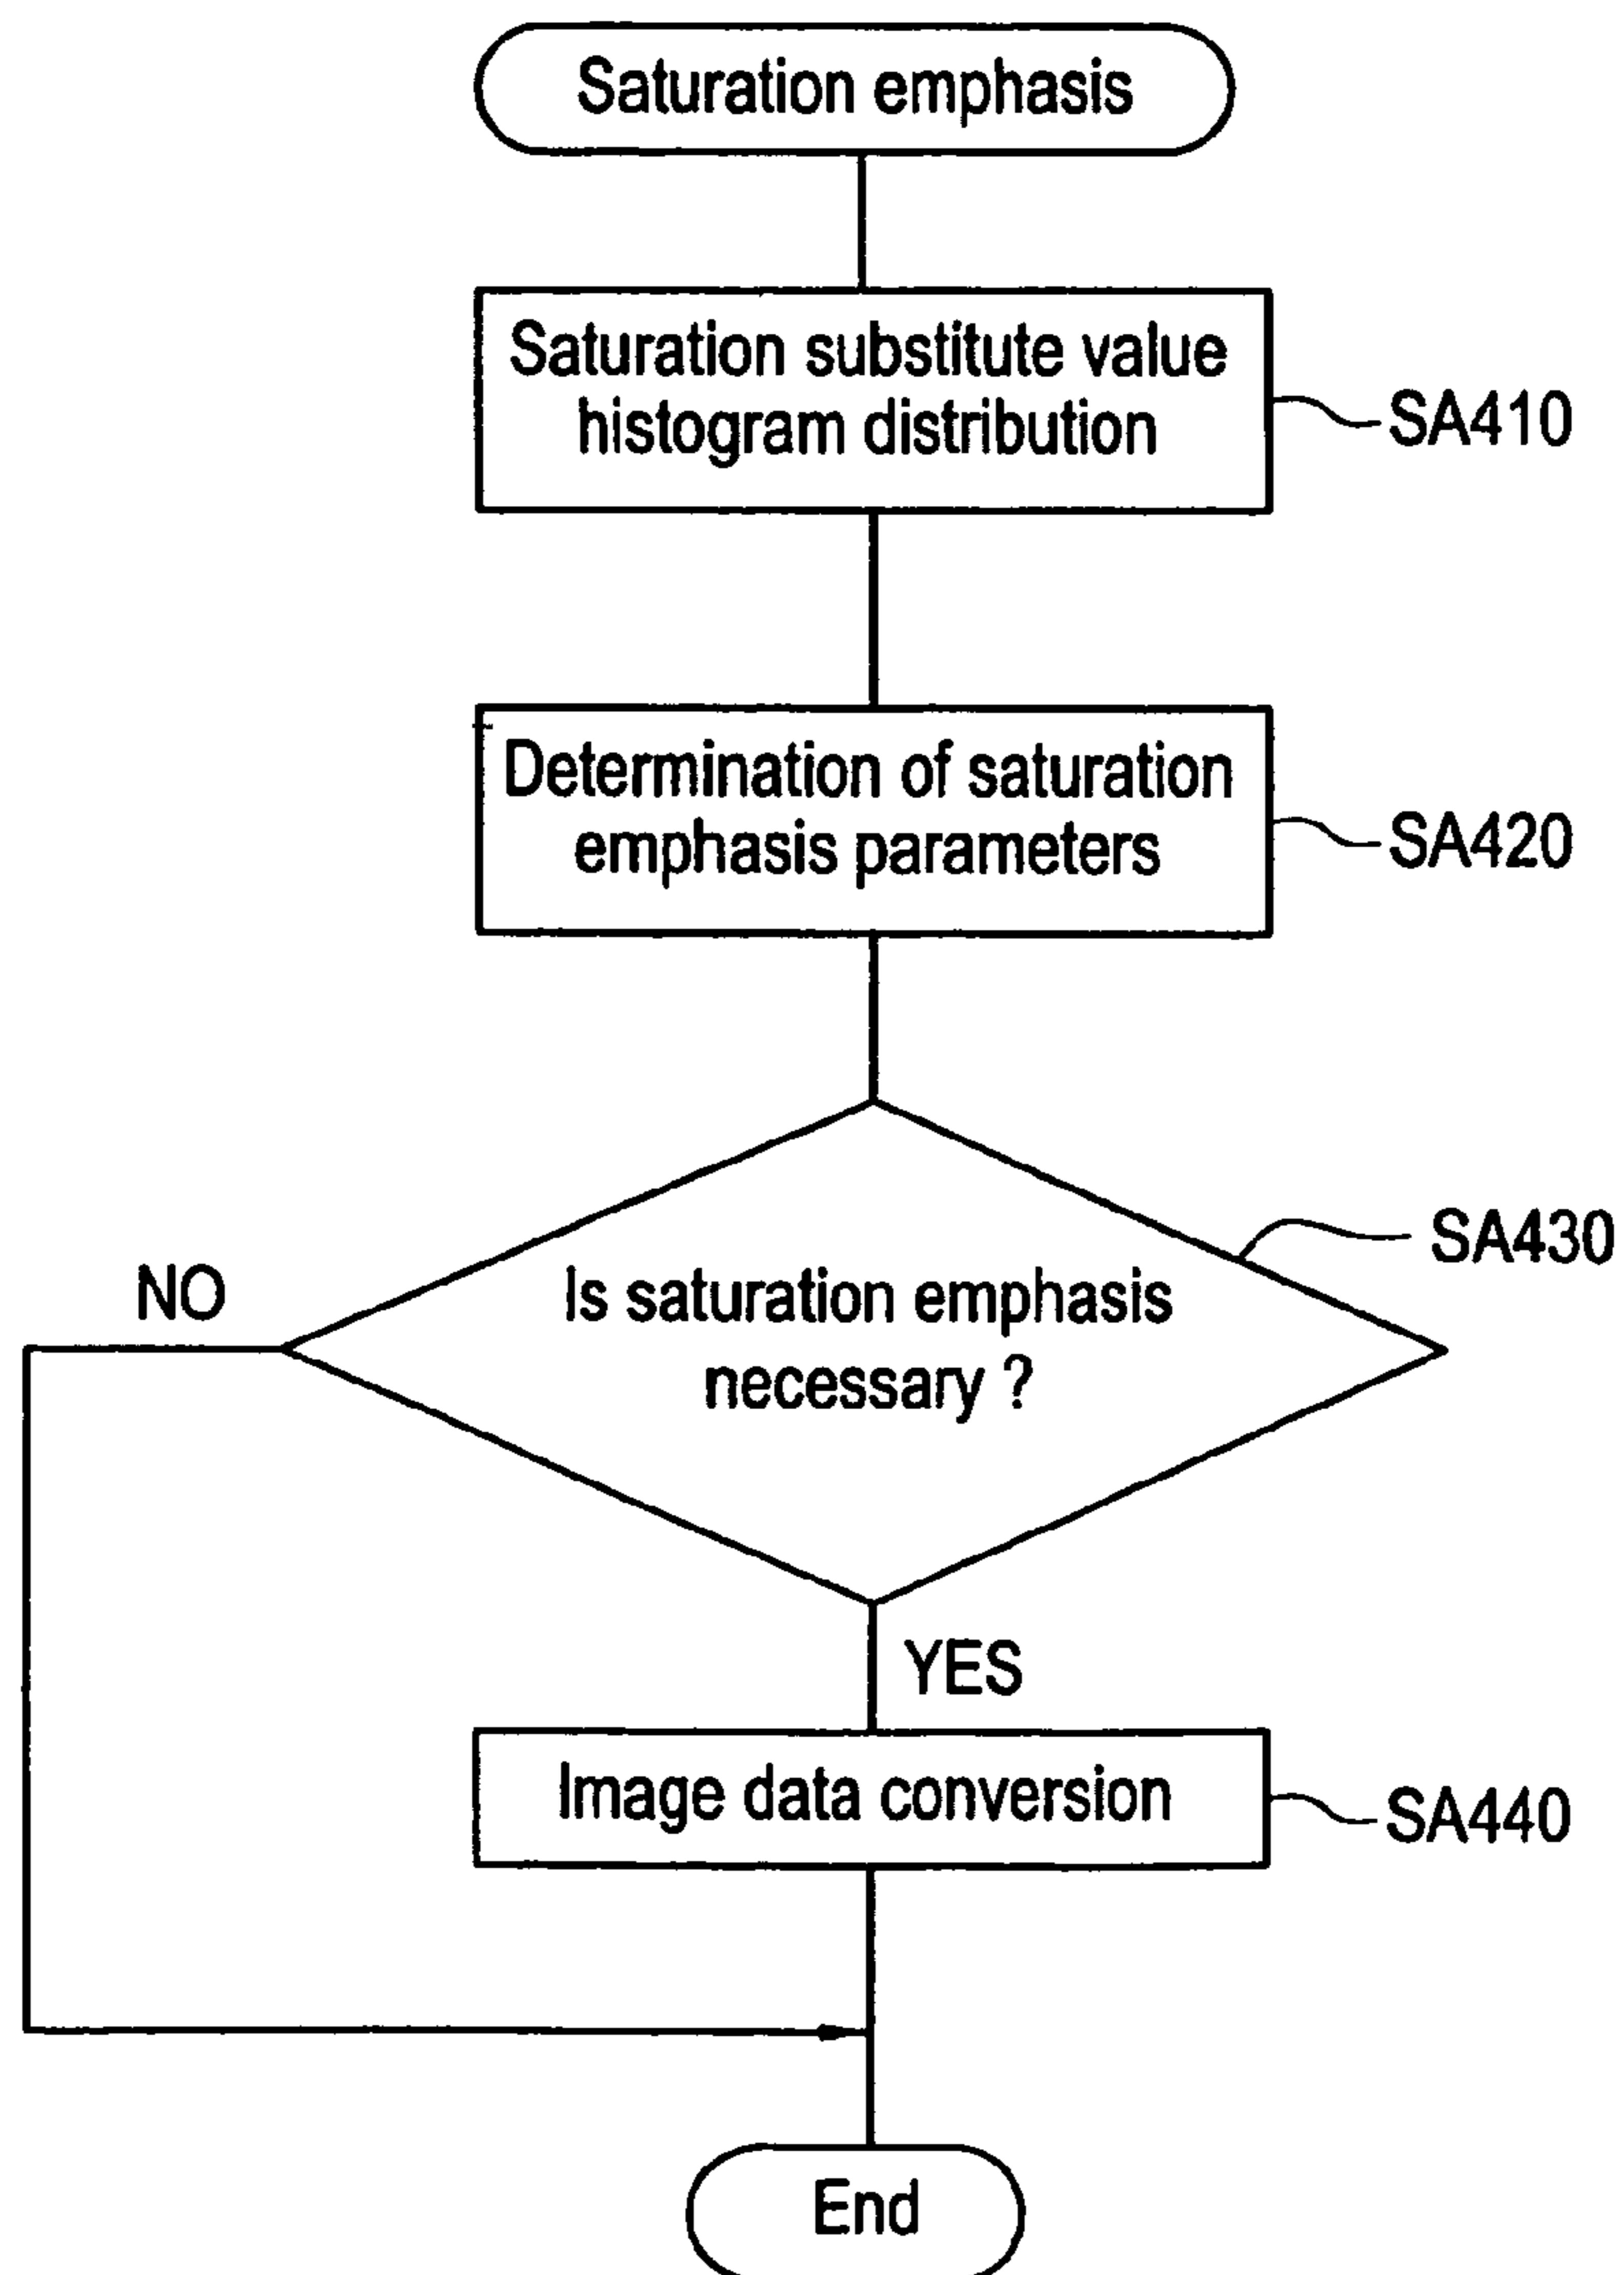 Saturation emphasis
Saturation substitute value
histogram distribution
SA410
Determination of saturation
emphasis parameters
SA420
SA430
NO
Is saturation emphasis
necessary ?
YES
Image data conversion
SA440
End